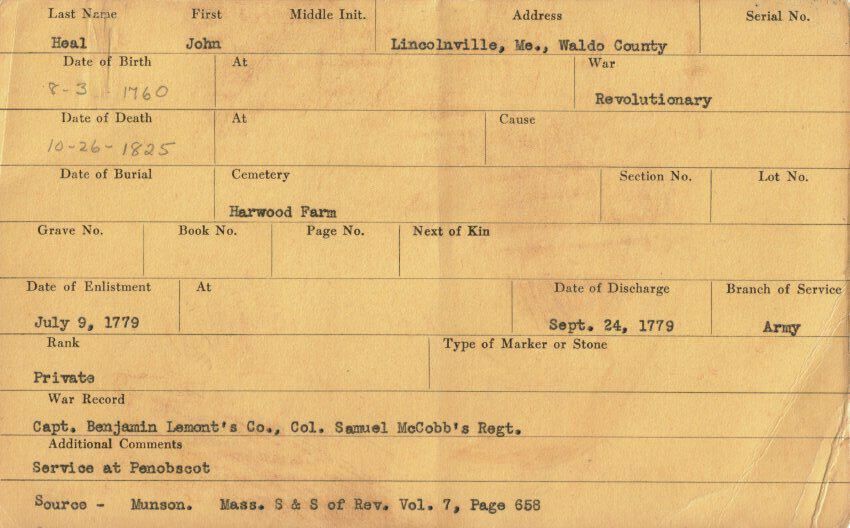 Last Name First Middle Init. Address Serial No.
Heal John Lincolnville, Me., Waldo County
Date of Birth At War
8-3-1760 Revolutionary
Date of Death At Cause
10-26-1825
Date of Burial Cemetery Section No. Lot No.
Harwood Farm
Grave No. Book No. Page No. Next of Kin
Date of Enlistment At Date of Discharge Branch of Service
July 9, 1779 Sept. 24, 1779 Army
Rank Type of Marker or Stone
Private
War Record
Capt. Benjamin Lemont's Co., Col. Samuel McCobb's Regt.
Additional Comments
Service at Penobscot
Source - Munson. Mass. S & S of Rev. Vol. 7, Page 658